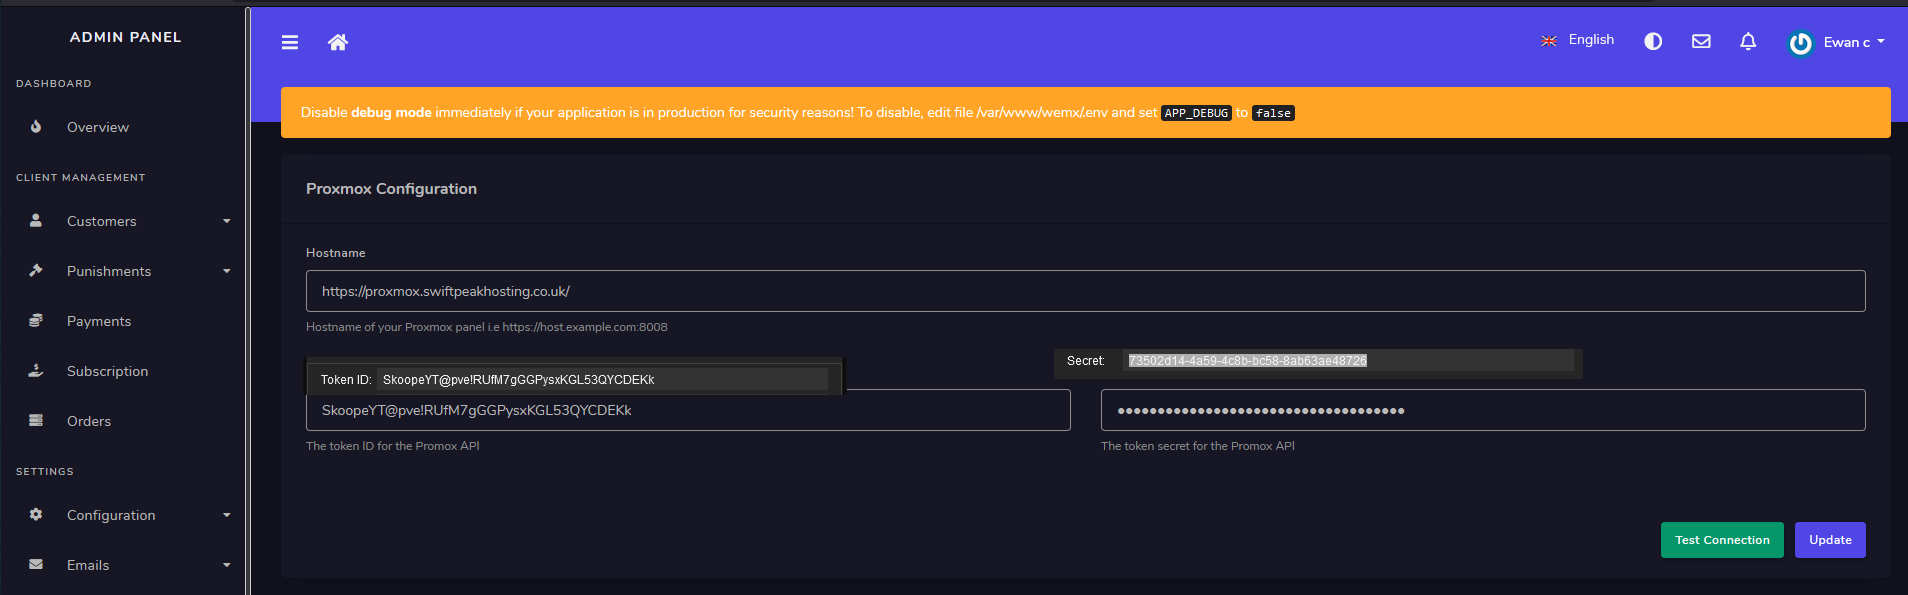 ADMIN PANEL
English
Ewan c
DASHBOARD
Overview
CLIENT MANAGEMENT
Customers
Punishments
Payments
Subscription
Orders
SETTINGS
Configuration
Emails
Disable debug mode immediately if your application is in production for security reasons! To disable, edit file /var/www/wemx/.env and set APP_DEBUG to false
Proxmox Configuration
Hostname
https://proxmox.swiftpeakhosting.co.uk/
Hostname of your Proxmox panel i.e https://host.example.com:8008
Token ID: SkoopeYT@pve!RUfM7gGGPysxKGL53QYCDEKk
Secret: 73502d14-4a59-4c8b-bc58-8ab63ae48726
SkoopeYT@pve!RUfM7gGGPysxKGL53QYCDEKk
••••••••••••••••••••••••••••••••••••
The token ID for the Promox API
The token secret for the Promox API
Test Connection
Update